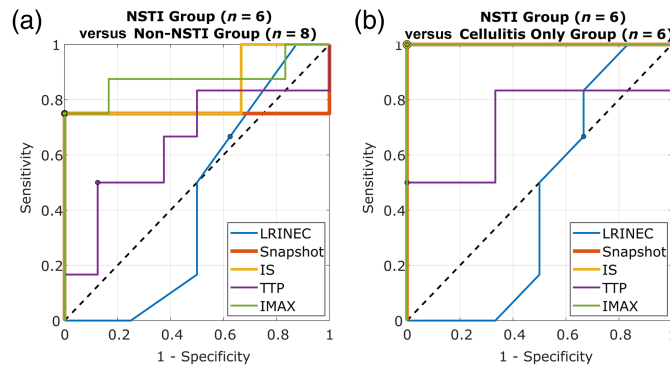 (a)
NSTI Group (n = 6)
versus Non-NSTI Group (n = 8)
1
0.8
0.6
0.4
0.2
0
Sensitivity
0
0.2
0.4
0.6
0.8
1
1 - Specificity
LRINEC
Snapshot
IS
TTP
IMAX
(b)
NSTI Group (n = 6)
versus Cellulitis Only Group (n = 6)
1
0.8
0.6
0.4
0.2
0
Sensitivity
0
0.2
0.4
0.6
0.8
1 - Specificity
LRINEC
Snapshot
IS
TTP
IMAX